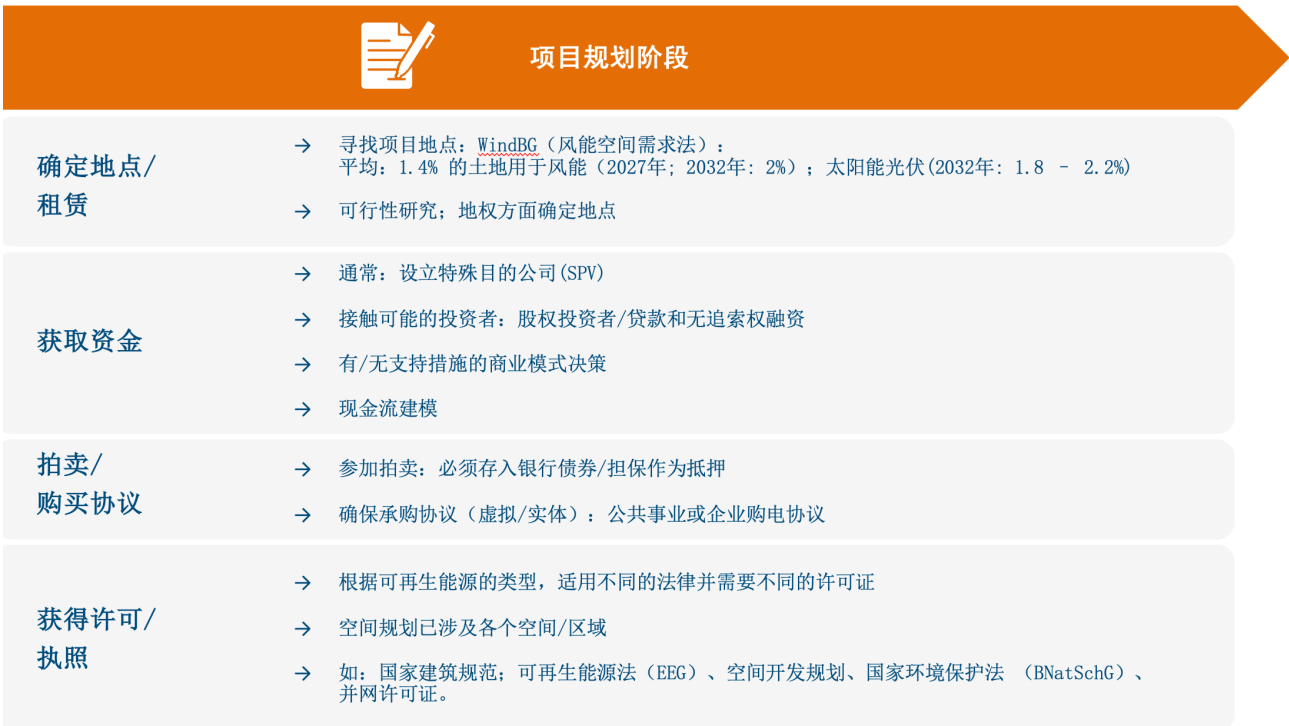 项目规划阶段
确定地点/
租赁
→ 寻找项目地点：WindBG（风能空间需求法）：
平均：1.4% 的土地用于风能（2027年; 2032年：2%）；太阳能光伏(2032年：1.8 – 2.2%)
→ 可行性研究；地权方面确定地点
获取资金
→ 通常：设立特殊目的公司(SPV)
→ 接触可能的投资者：股权投资者/贷款和无追索权融资
→ 有/无支持措施的商业模式决策
→ 现金流建模
拍卖/
购买协议
→ 参加拍卖：必须存入银行债券/担保作为抵押
→ 确保承购协议（虚拟/实体）：公共事业或企业购电协议
获得许可/
执照
→ 根据可再生能源的类型，适用不同的法律并需要不同的许可证
→ 空间规划已涉及各个空间/区域
→ 如：国家建筑规范；可再生能源法（EEG）、空间开发规划、国家环境保护法 （BNatSchG）、
并网许可证。